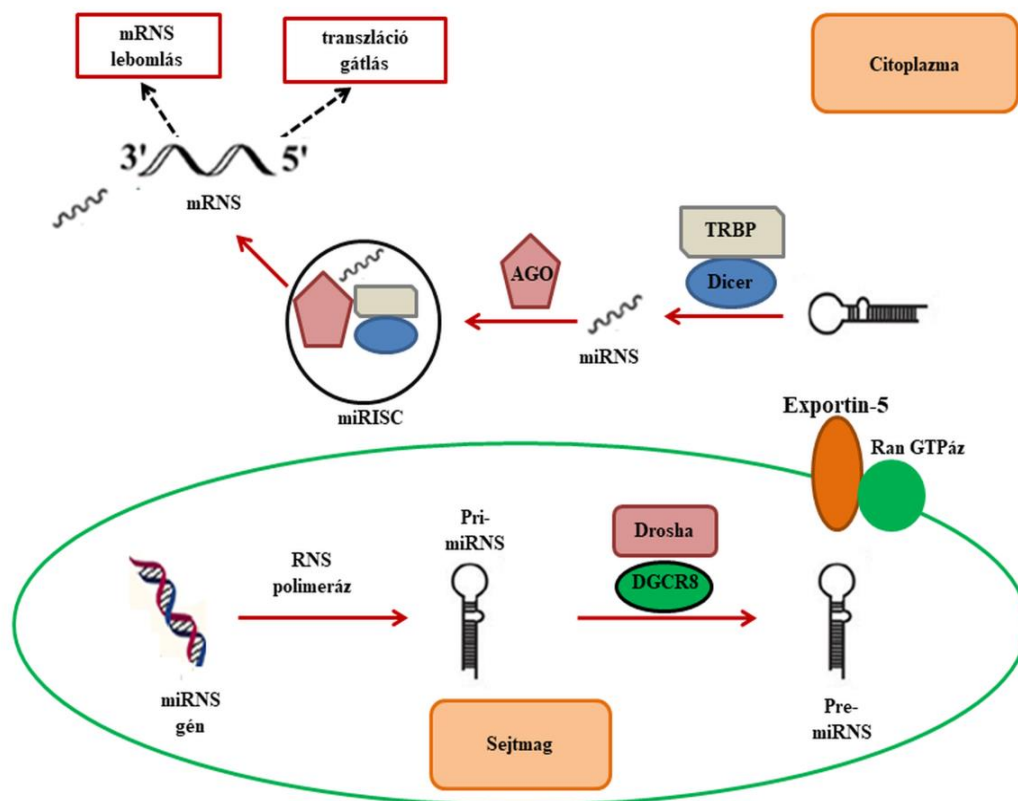 mRNS
lebomlás
transzláció
gátlás
Citoplazma
3' 5'
mRNS
TRBP
AGO
Dicer
miRNS
miRISC
Exportin-5
Ran GTPáz
Pri-
miRNS
RNS
polimeráz
Drosha
DGCR8
miRNS
gén
Pre-
miRNS
Sejtmag